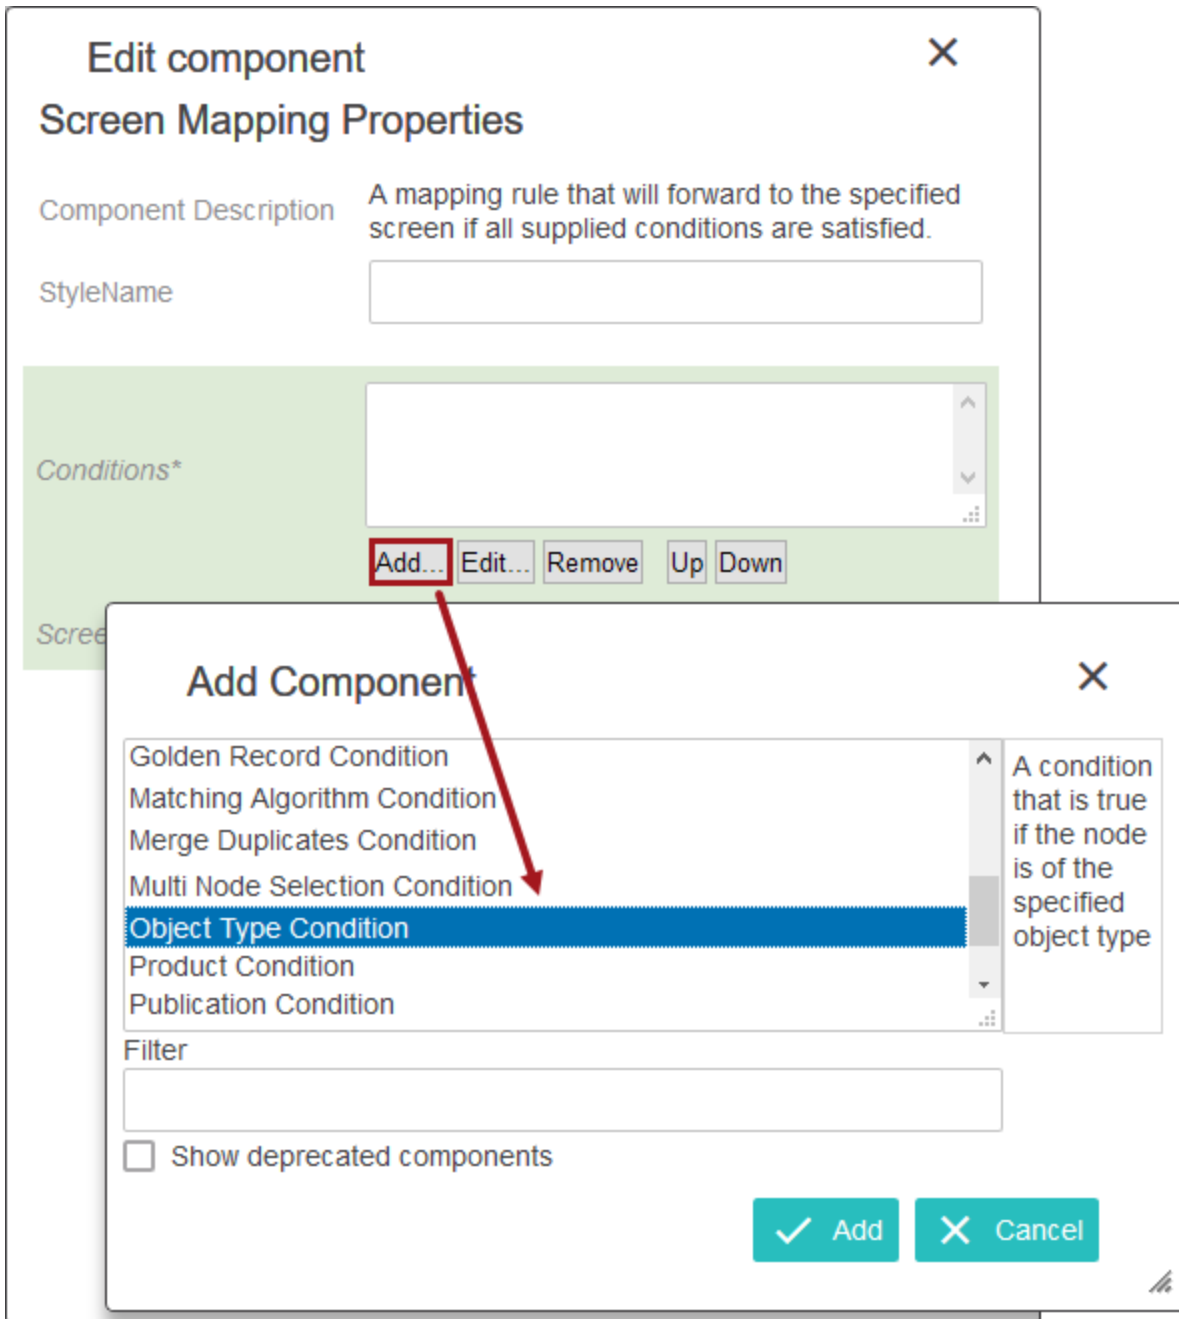 Edit component
Screen Mapping Properties
Component Description
A mapping rule that will forward to the specified
screen if all supplied conditions are satisfied.
StyleName
Conditions*
Add...
Edit...
Remove
Up
Down
Add Component
Golden Record Condition
Matching Algorithm Condition
Merge Duplicates Condition
Multi Node Selection Condition
Object Type Condition
Product Condition
Publication Condition
A condition
that is true
if the node
is of the
specified
object type
Filter
Show deprecated components
Add
Cancel